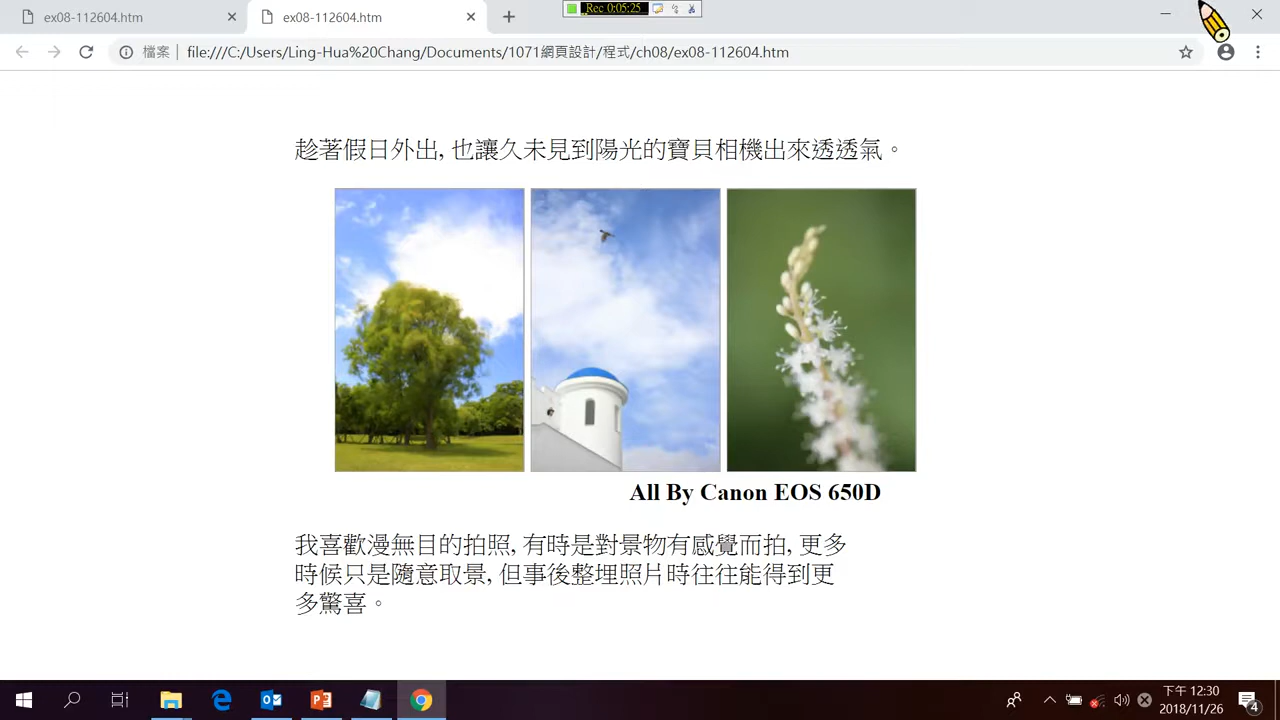 ex08-112604.htm
ex08-112604.htm
Rec 0:05:25
檔案
file:///C:/Users/Ling-Hua%20Chang/Documents/1071網頁設計/程式/ch08/ex08-112604.htm
趁著假日外出, 也讓久未見到陽光的寶貝相機出來透透氣。
All By Canon EOS 650D
我喜歡漫無目的拍照, 有時是對景物有感覺而拍, 更多
時候只是隨意取景, 但事後整理照片時往往能得到更
多驚喜。
下午 12:30
2018/11/26
4